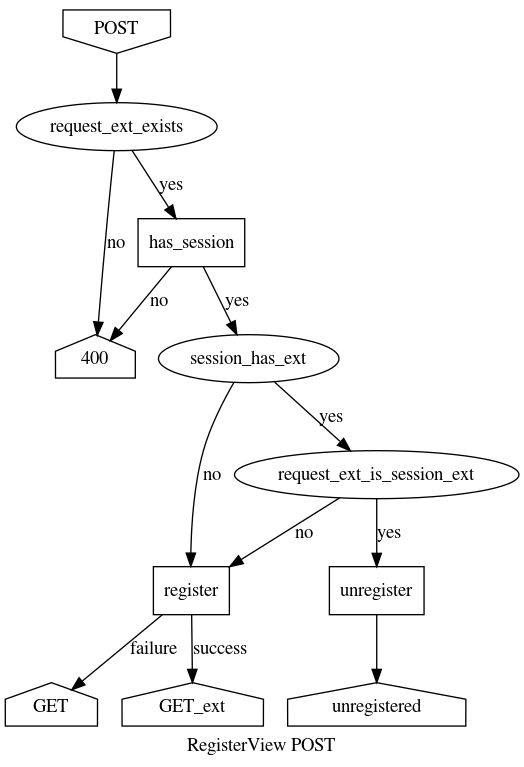 POST
request_ext_exists
yes
no
has_session
no
yes
400
session_has_ext
yes
no
request_ext_is_session_ext
no
yes
register
unregister
failure
success
GET
GET_ext
unregistered
RegisterView POST